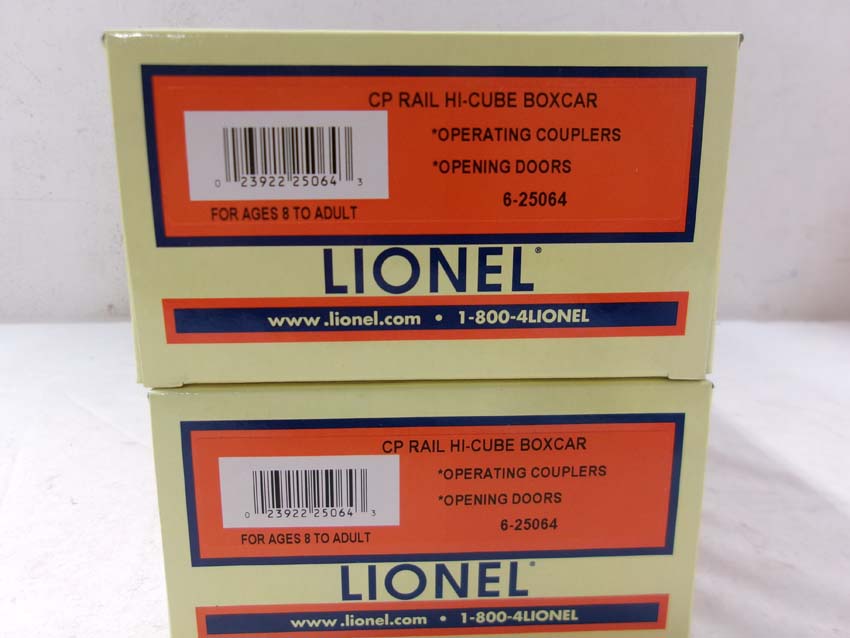 CP RAIL HI-CUBE BOXCAR
*OPERATING COUPLERS
*OPENING DOORS
6-25064
0 23922 25064 3
FOR AGES 8 TO ADULT
LIONEL®
www.lionel.com • 1-800-4LIONEL
CP RAIL HI-CUBE BOXCAR
*OPERATING COUPLERS
*OPENING DOORS
6-25064
0 23922 25064 3
FOR AGES 8 TO ADULT
LIONEL®
www.lionel.com • 1-800-4LIONEL